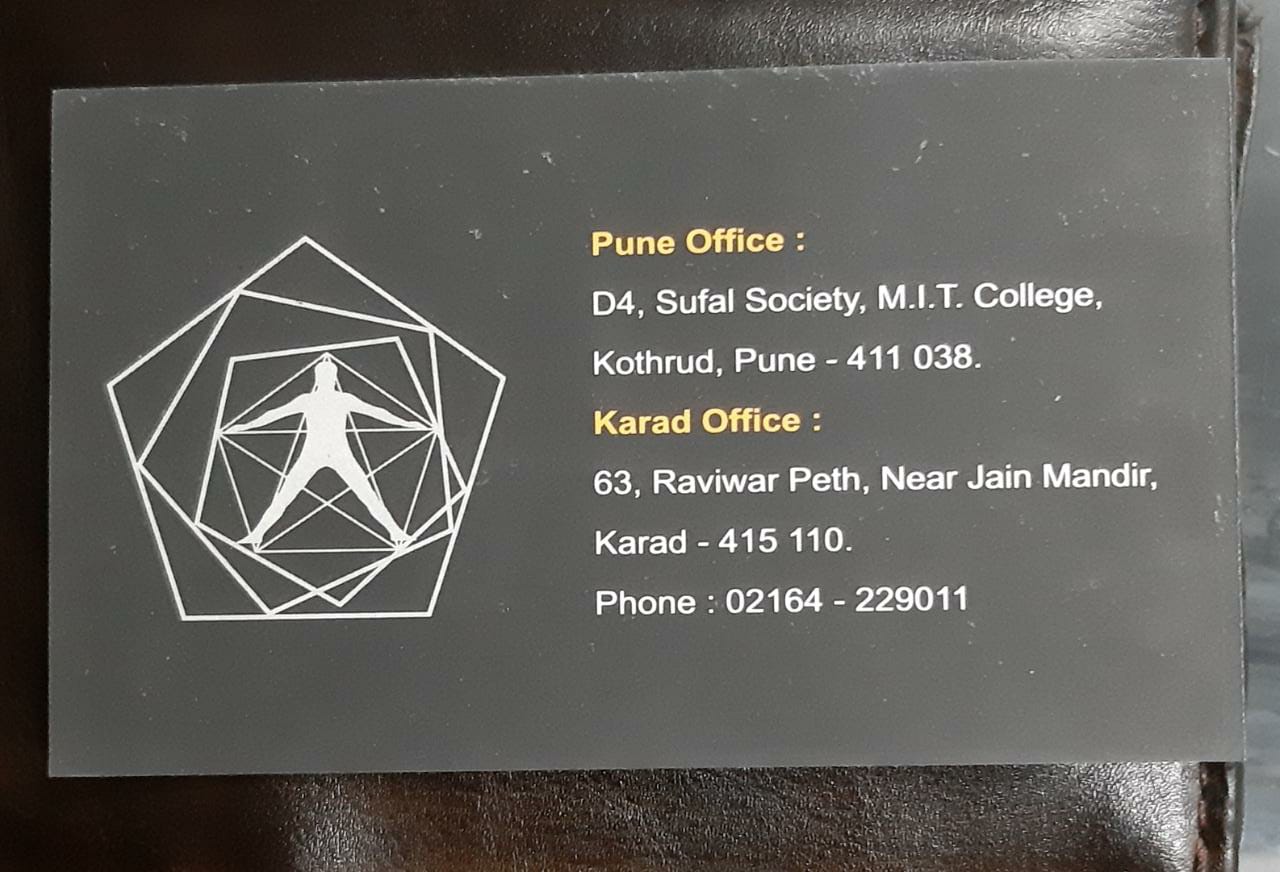 Pune Office :
D4, Sufal Society, M.I.T. College,
Kothrud, Pune - 411 038.
Karad Office :
63, Raviwar Peth, Near Jain Mandir,
Karad - 415 110.
Phone : 02164 - 229011